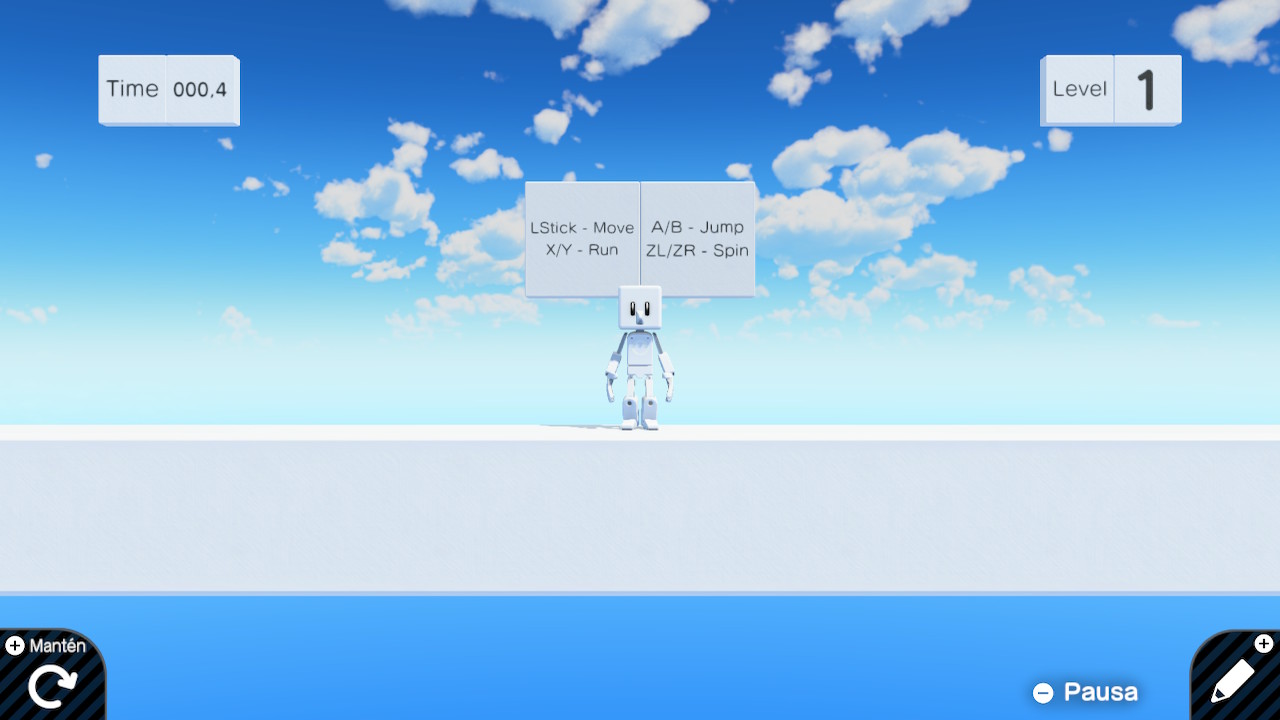 Time 000,4
Level 1
LStick - Move
X/Y - Run
A/B - Jump
ZL/ZR - Spin
Mantén
Pausa